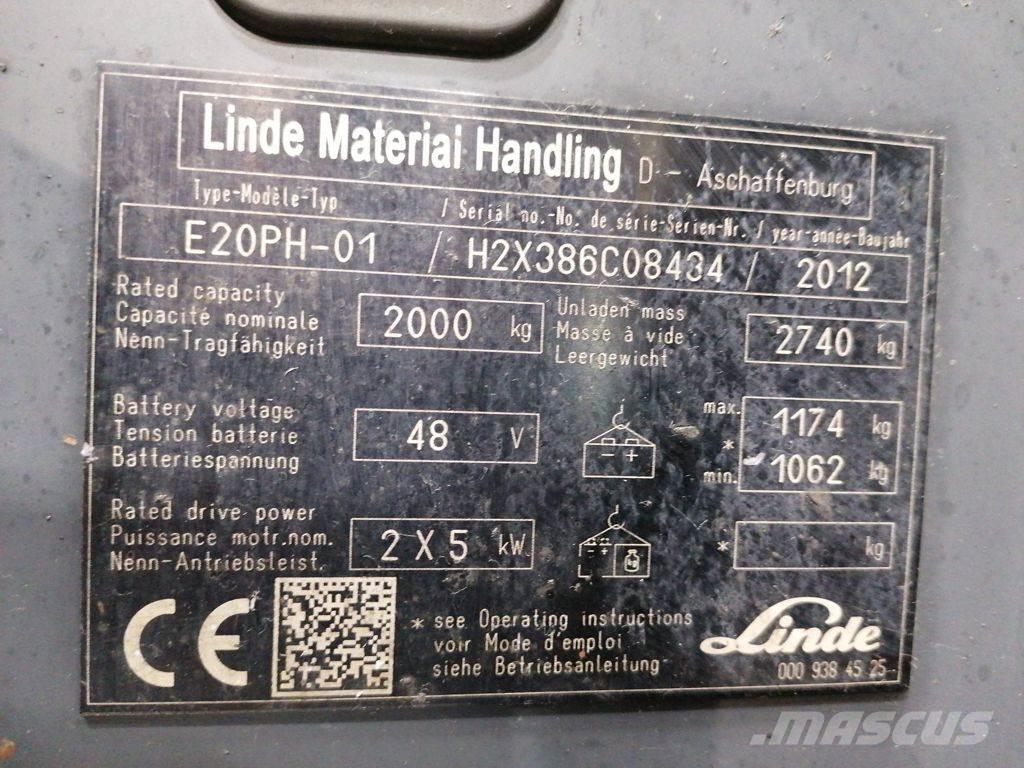 Linde Material Handling D - Aschaffenburg
Type-Modèle-Typ / Serial no.-No. de série-Serien-Nr. / year-année-Baujahr
E20PH-01 / H2X386C08434 / 2012
Rated capacity
Capacité nominale
Nenn-Tragfähigkeit
2000 kg
Unladen mass
Masse à vide
Leergewicht
2740 kg
Battery voltage
Tension batterie
Batteriespannung
48 V
- +
max. 1174 kg
*
min. 1062 kg
Rated drive power
Puissance motr.nom.
Nenn-Antriebsleist.
2 X 5 kW
- + kg
* kg
CE
* see Operating instructions
voir Mode d'emploi
siehe Betriebsanleitung
Linde
000 938 45 25
MASCUS